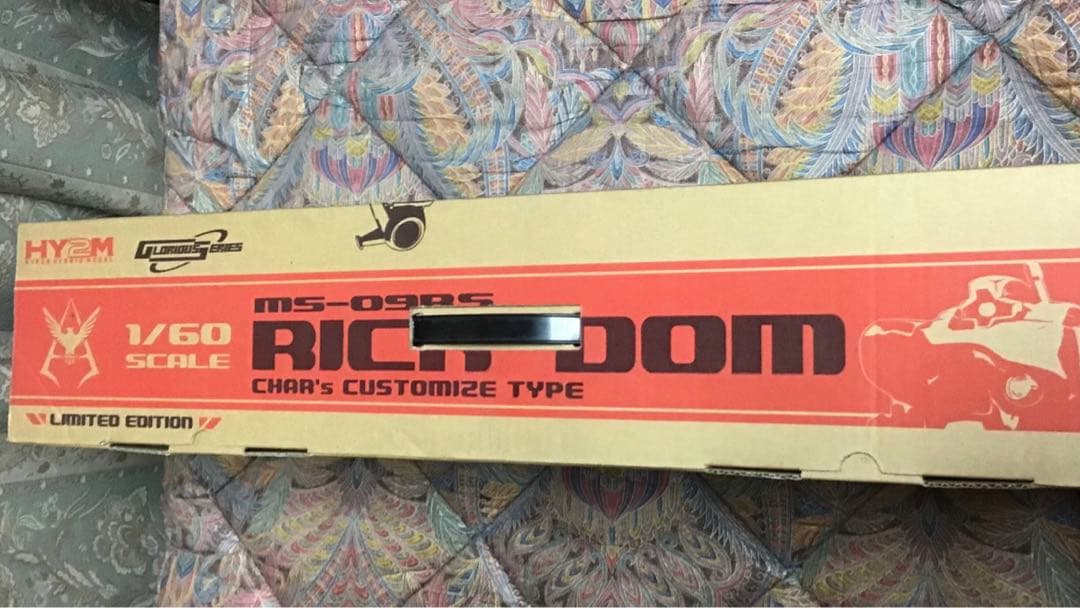 HY2M
GLORIOUS SERIES
1/60
SCALE
MS-09RS
RICK DOM
CHAR's CUSTOMIZE TYPE
LIMITED EDITION